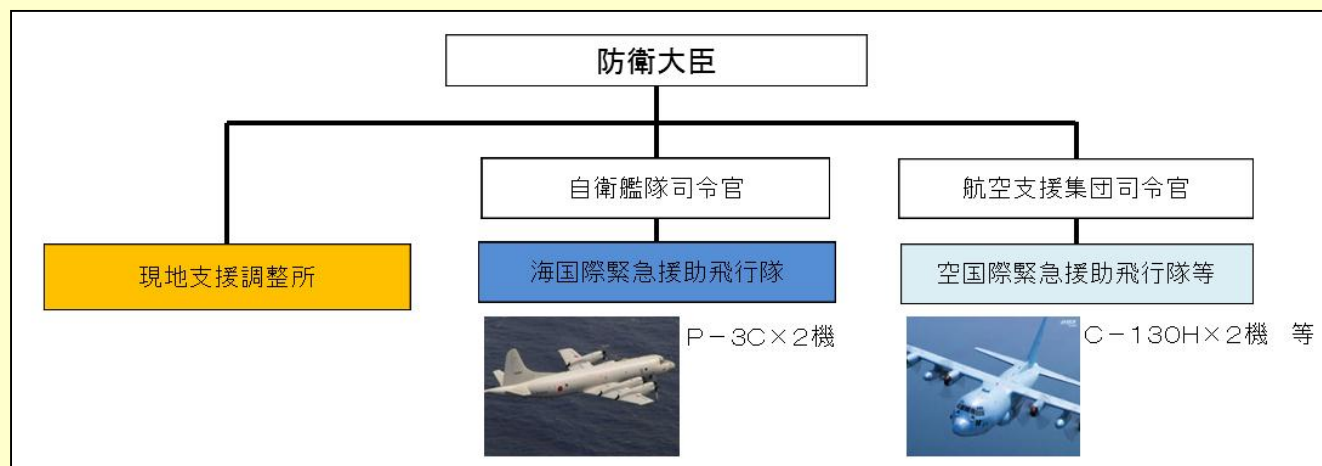 防衛大臣
自衛艦隊司令官
航空支援集団司令官
現地支援調整所
海国際緊急援助飛行隊
空国際緊急援助飛行隊等
Ｐ－３Ｃ×２機
Ｃ－１３０Ｈ×２機　等